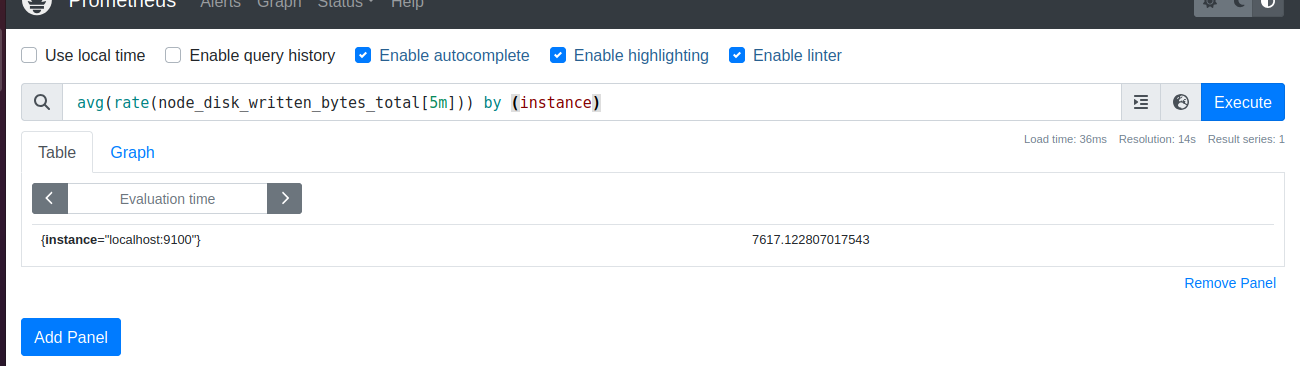 Prometheus Alerts Graph Status Help
Use local time Enable query history Enable autocomplete Enable highlighting Enable linter
avg(rate(node_disk_written_bytes_total[5m])) by (instance) Execute
Load time: 36ms Resolution: 14s Result series: 1
Table Graph
Evaluation time
{instance="localhost:9100"} 7617.122807017543
Remove Panel
Add Panel